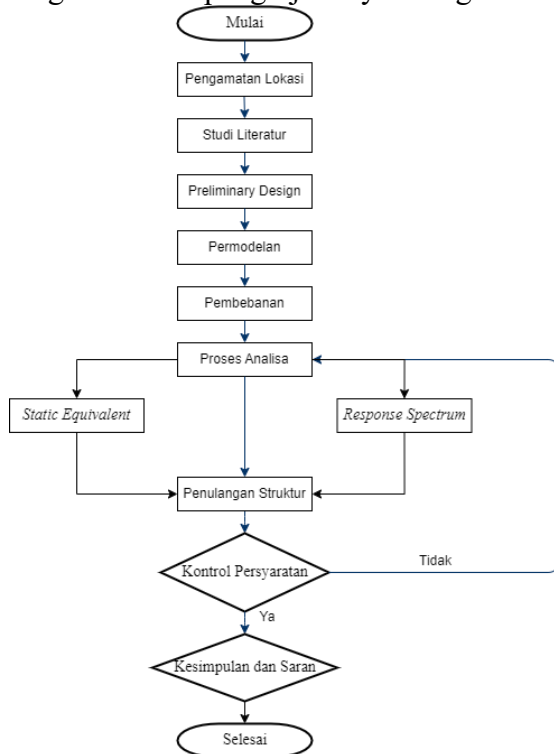 Mulai
Pengamatan Lokasi
Studi Literatur
Preliminary Design
Permodelan
Pembebanan
Proses Analisa
Static Equivalent
Response Spectrum
Penulangan Struktur
Kontrol Persyaratan
Tidak
Ya
Kesimpulan dan Saran
Selesai